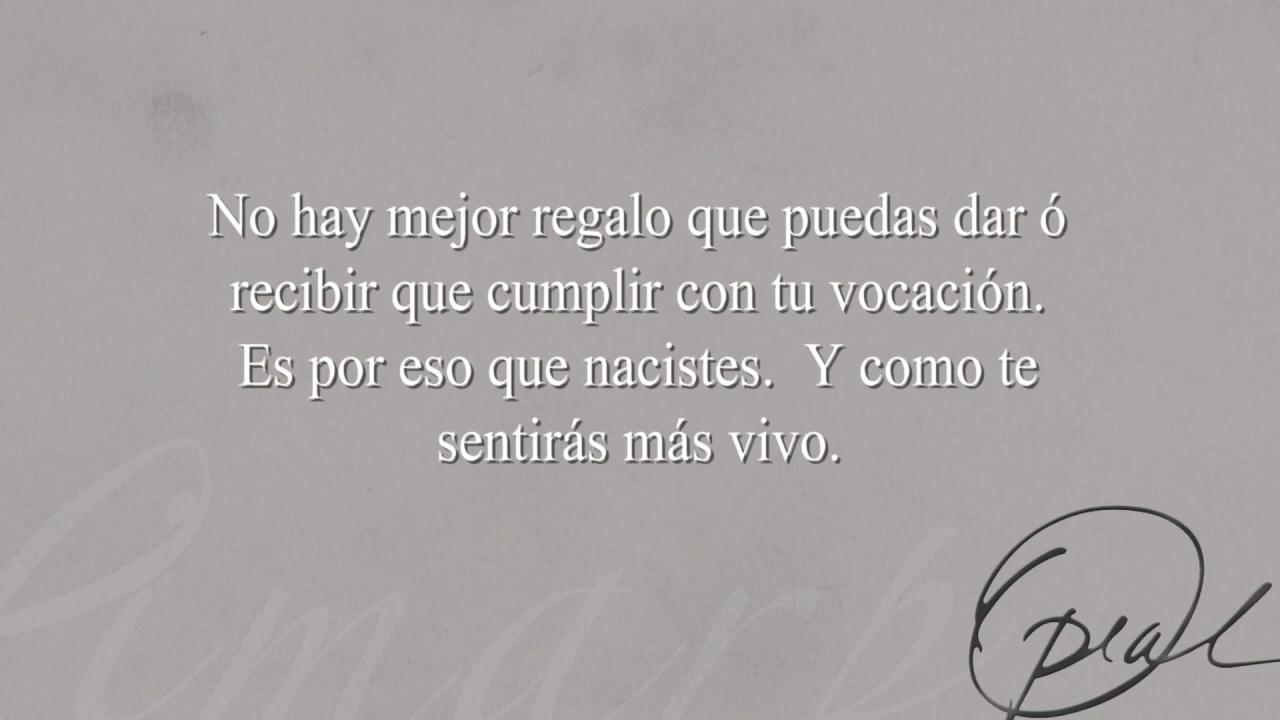 No hay mejor regalo que puedas dar ó
recibir que cumplir con tu vocación.
Es por eso que nacistes.  Y como te
sentirás más vivo.